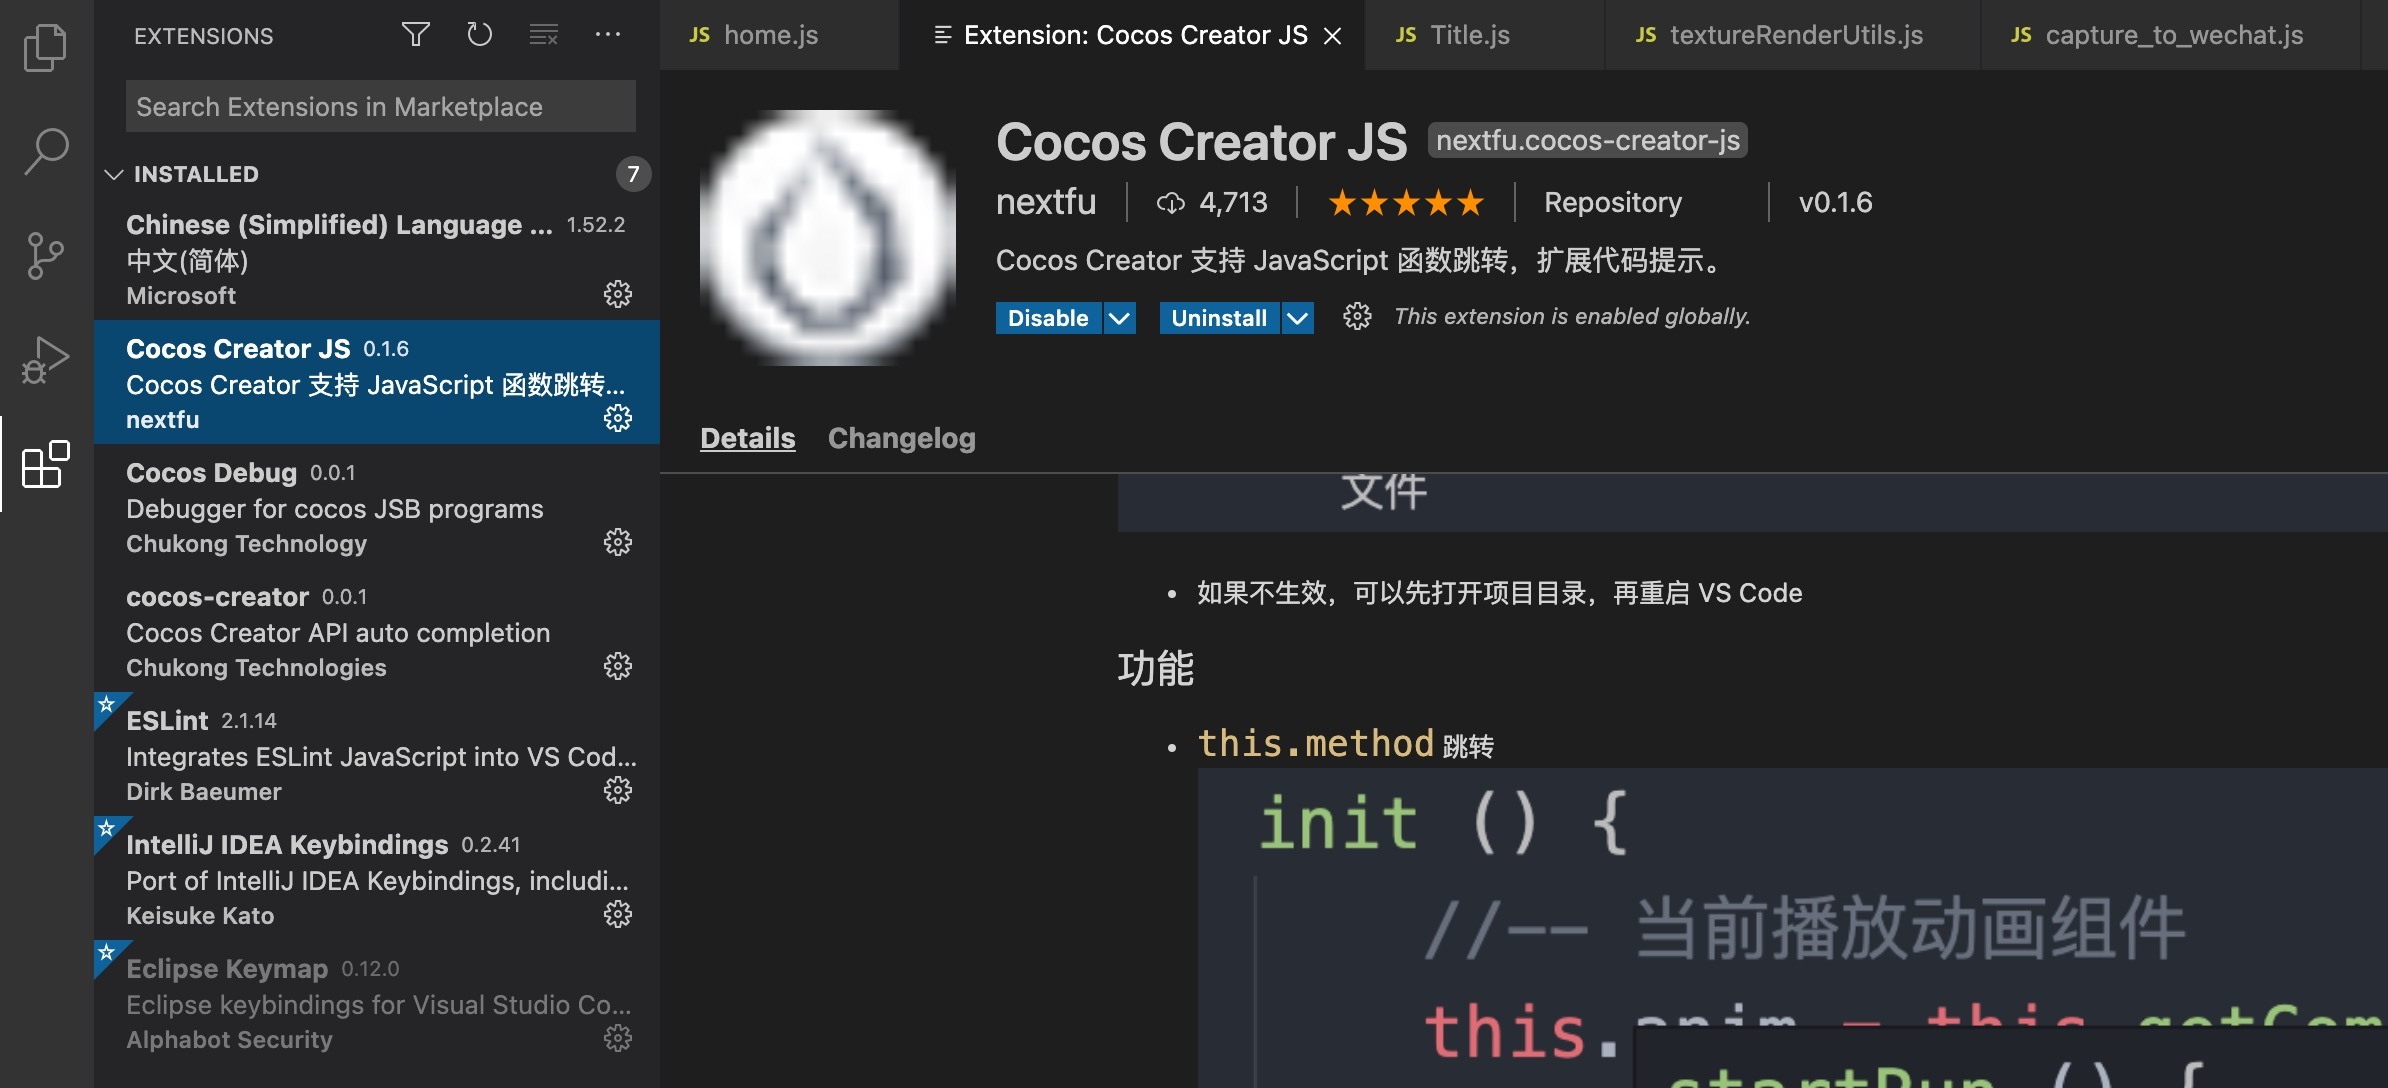 EXTENSIONS
Search Extensions in Marketplace
INSTALLED 7
Chinese (Simplified) Language ... 1.52.2
中文(简体)
Microsoft
Cocos Creator JS 0.1.6
Cocos Creator 支持 JavaScript 函数跳转...
nextfu
Cocos Debug 0.0.1
Debugger for cocos JSB programs
Chukong Technology
cocos-creator 0.0.1
Cocos Creator API auto completion
Chukong Technologies
ESLint 2.1.14
Integrates ESLint JavaScript into VS Cod...
Dirk Baeumer
IntelliJ IDEA Keybindings 0.2.41
Port of IntelliJ IDEA Keybindings, includi...
Keisuke Kato
Eclipse Keymap 0.12.0
Eclipse keybindings for Visual Studio Co...
Alphabot Security
JS home.js
Extension: Cocos Creator JS
JS Title.js
JS textureRenderUtils.js
JS capture_to_wechat.js
Cocos Creator JS nextfu.cocos-creator-js
nextfu 4,713 ★★★★★ Repository v0.1.6
Cocos Creator 支持 JavaScript 函数跳转，扩展代码提示。
Disable Uninstall This extension is enabled globally.
Details Changelog
文件
• 如果不生效，可以先打开项目目录，再重启 VS Code
功能
• this.method 跳转
init () {
//-- 当前播放动画组件
this.anim = this.getCom
startRun () {